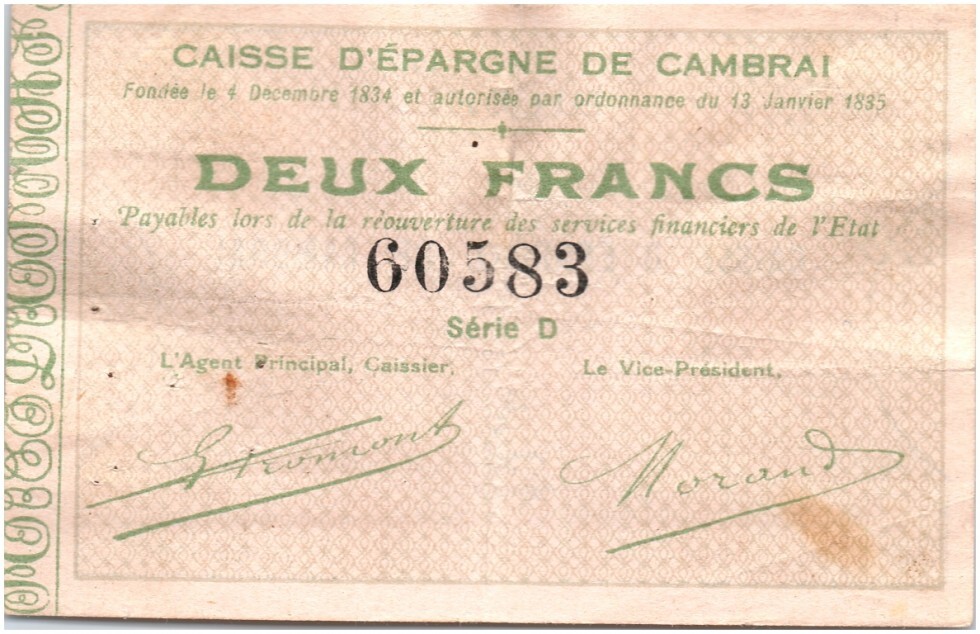 CAISSE D'ÉPARGNE DE CAMBRAI
Fondée le 4 Decembre 1834 et autorisée par ordonnance du 13 Janvier 1835
DEUX FRANCS
Payables lors de la réouverture des services financiers de l'Etat
60583
Série D
L'Agent Principal, Caissier. Le Vice-Président.
Morand